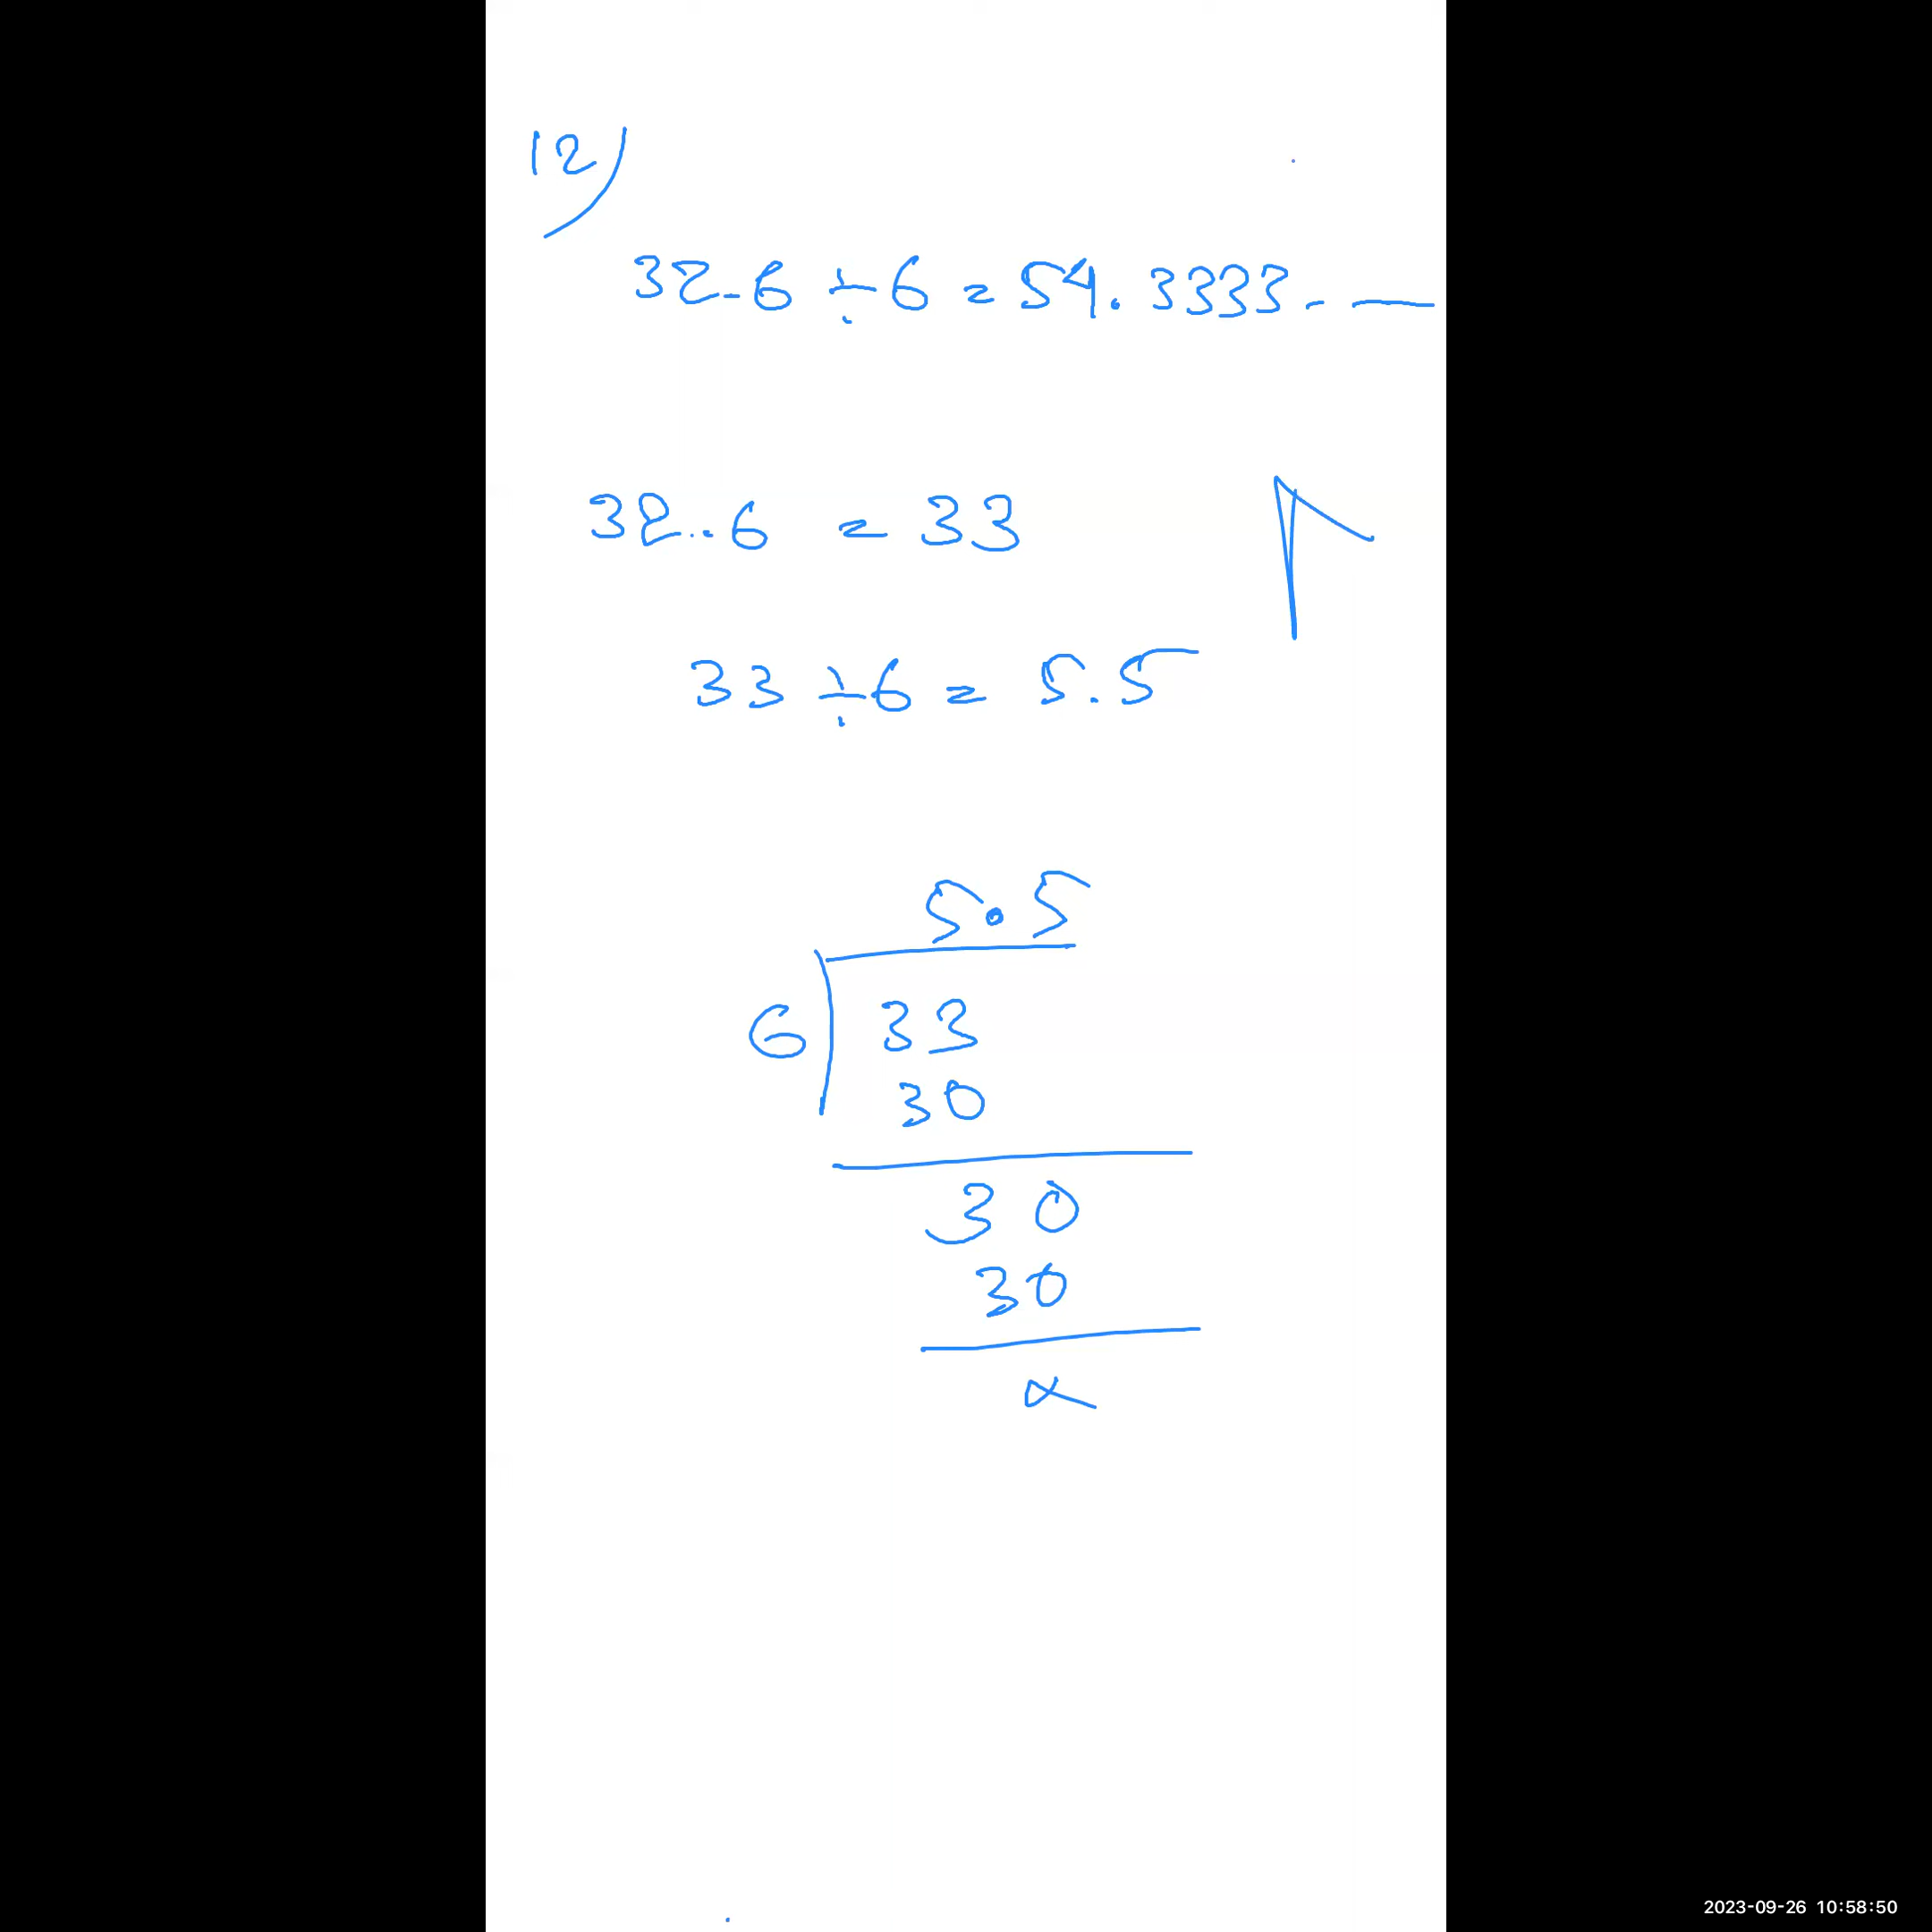 12)
32.6 ÷ 6 = 54.3333.. __
32.6 = 33
33 ÷ 6 = 5.5
5.5
6 33
30
30
30
x
2023-09-26 10:58:50